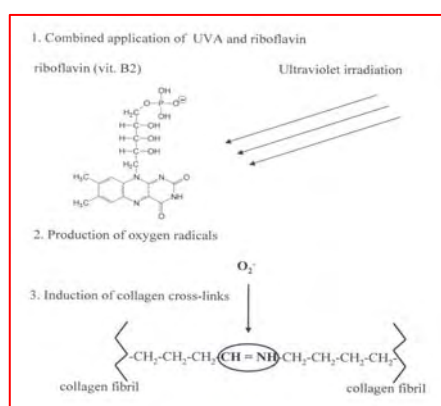 1. Combined application of UVA and riboflavin
riboflavin (vit. B2)
Ultraviolet irradiation
OH
O-P-O⊖
H₃C OH
H-C-OH
H-C-OH
H-C-OH
H₂C
H₃C N N O
H₃C N NH
O
2. Production of oxygen radicals
O₂⁻
3. Induction of collagen cross-links
-CH₂-CH₂-CH₂-CH = NH-CH₂-CH₂-CH₂-CH₂-
collagen fibril
collagen fibril